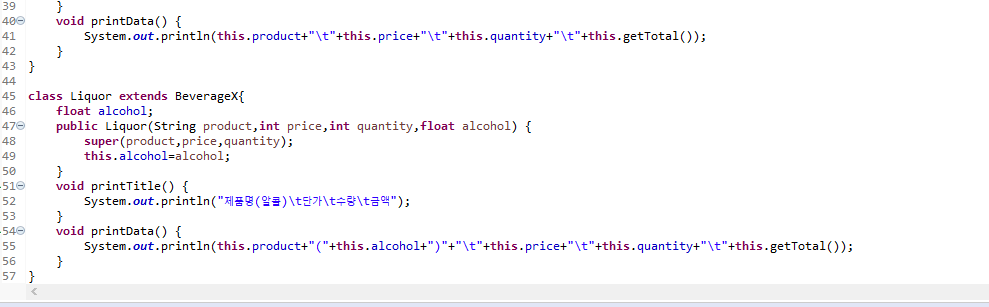 39     }
40     void printData() {
41         System.out.println(this.product+"\t"+this.price+"\t"+this.quantity+"\t"+this.getTotal());
42     }
43 }
44
45 class Liquor extends BeverageX{
46     float alcohol;
47     public Liquor(String product,int price,int quantity,float alcohol) {
48         super(product,price,quantity);
49         this.alcohol=alcohol;
50     }
51     void printTitle() {
52         System.out.println("제품명(알콜)\t단가\t수량\t금액");
53     }
54     void printData() {
55         System.out.println(this.product+"("+this.alcohol+")"+"\t"+this.price+"\t"+this.quantity+"\t"+this.getTotal());
56     }
57 }